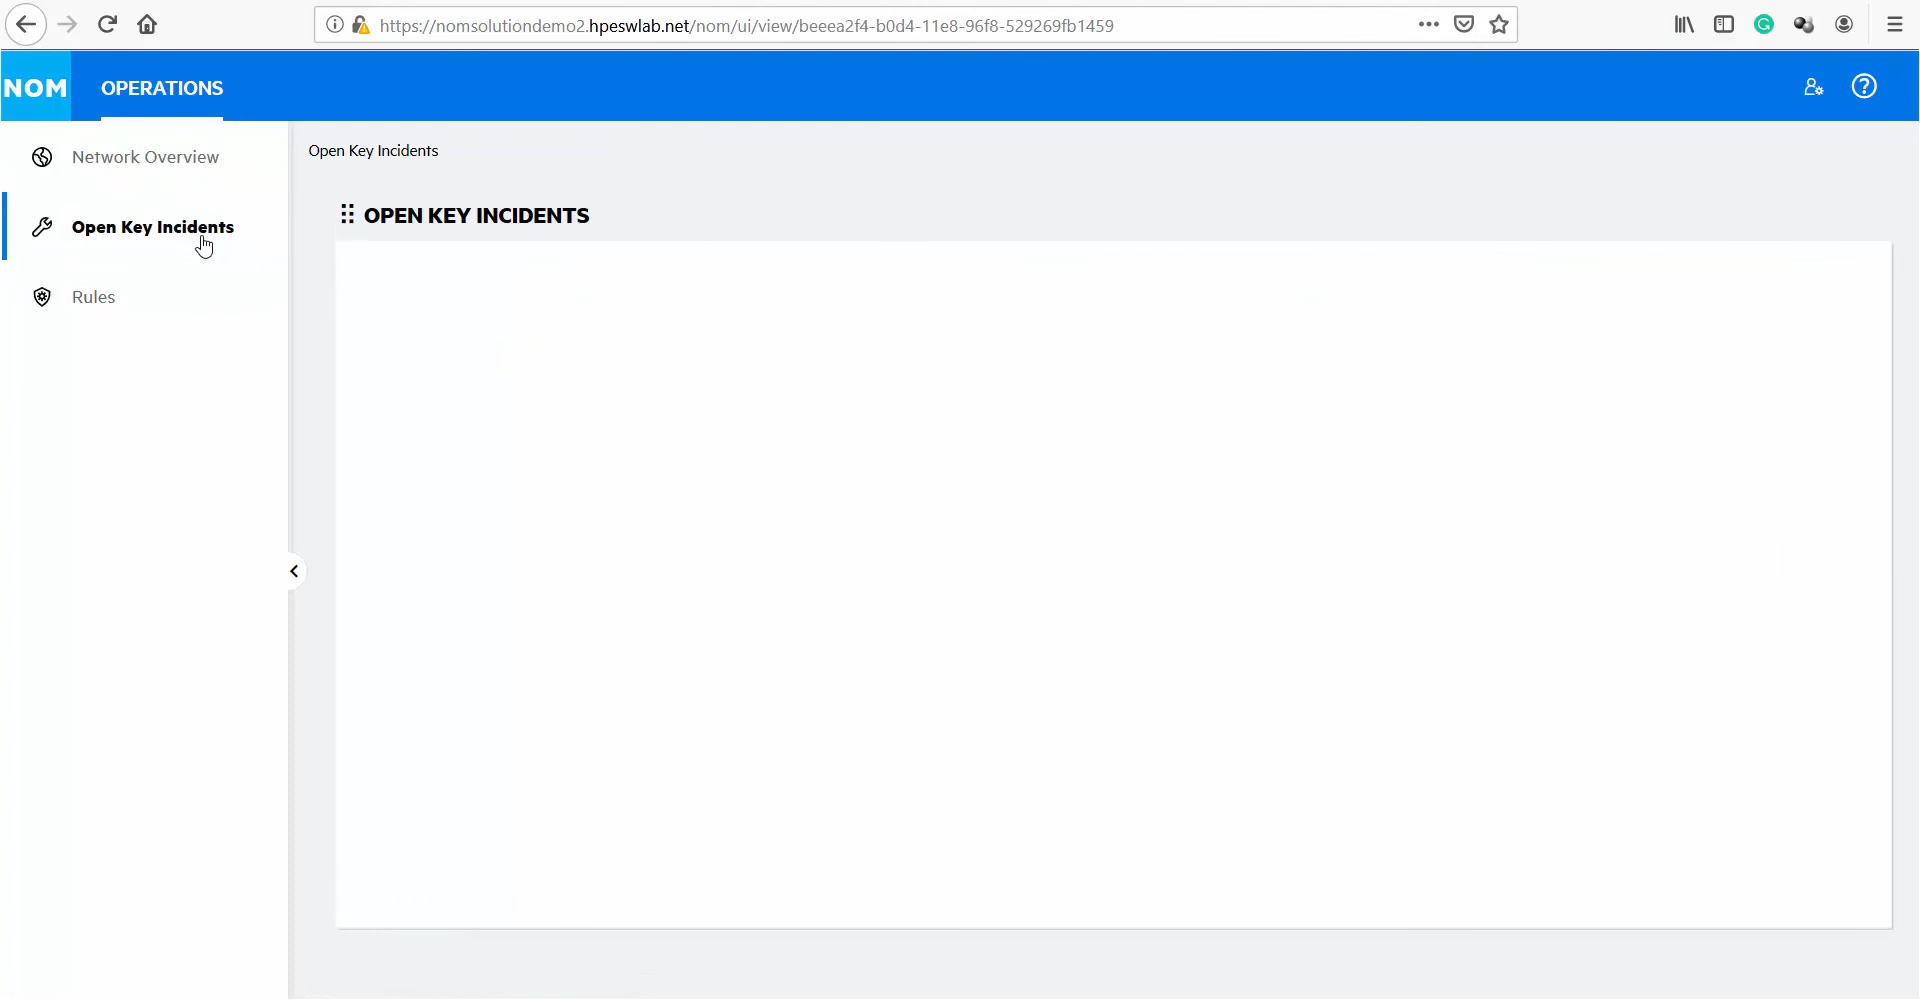 https://nomsolutiondemo2.hpeswlab.net/nom/ui/view/beeea2f4-b0d4-11e8-96f8-529269fb1459
NOM
OPERATIONS
Network Overview
Open Key Incidents
Rules
Open Key Incidents
OPEN KEY INCIDENTS